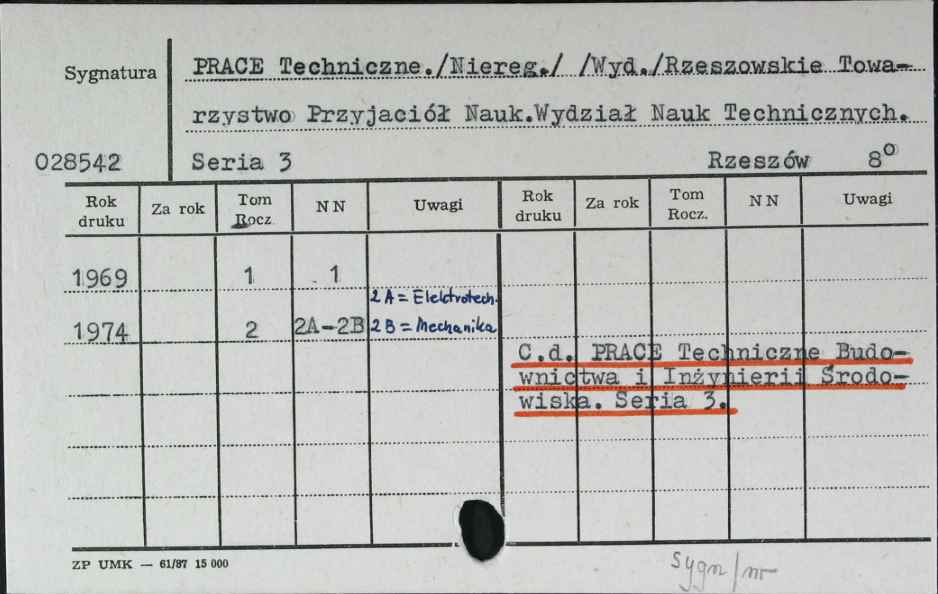 PRACE Techniczne./Niereg./ /Wyd./Rzeszowskie Towa-
Sygnatura
rzystwo Przyjaciół Nauk.Wydział Nauk Technicznych.
028542 Seria 3 Rzeszów 8°
Rok druku Za rok Tom Rocz. N N Uwagi Rok druku Za rok Tom Rocz. N N Uwagi
1969 1 1
2A = Elektrotech.
1974 2 2A-2B 2B = Mechanika
C.d. PRACE Techniczne Budo-
wnictwa i Inżynierii Środo-
wiska. Seria 3.
ZP UMK — 61/87 15 000